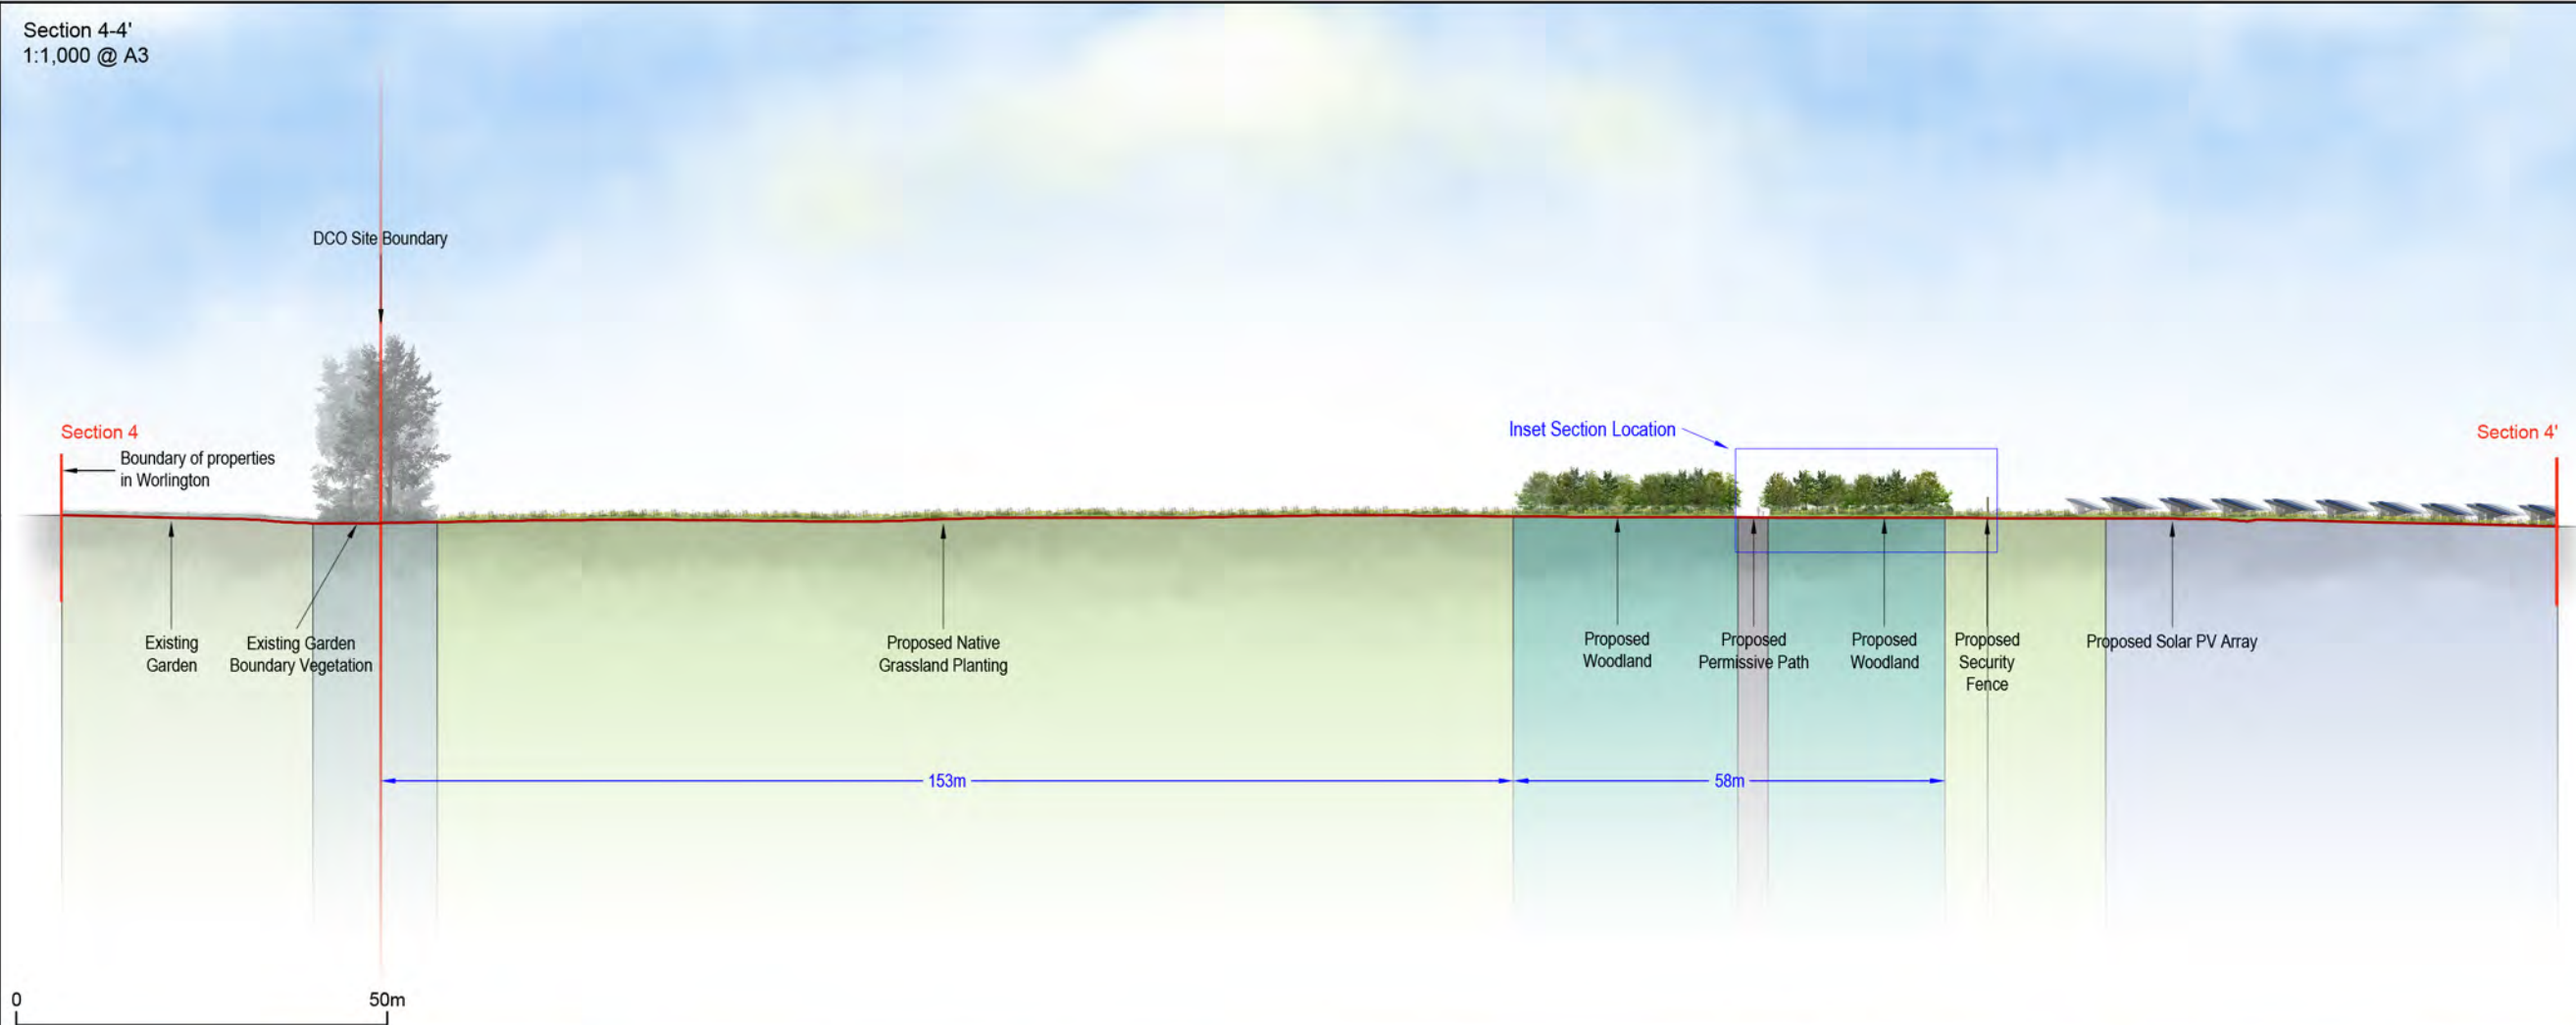 Section 4-4'
1:1,000 @ A3
DCO Site Boundary
Section 4
Boundary of properties
in Worlington
Inset Section Location
Section 4'
Existing
Garden
Existing Garden
Boundary Vegetation
Proposed Native
Grassland Planting
Proposed
Woodland
Proposed
Permissive Path
Proposed
Woodland
Proposed
Security
Fence
Proposed Solar PV Array
153m
58m
0
50m